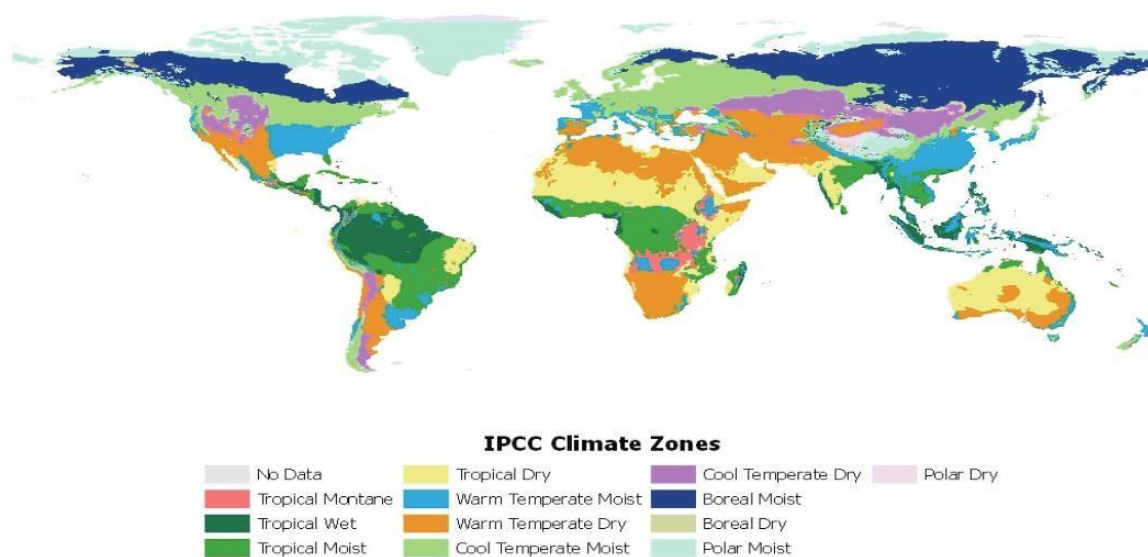 IPCC Climate Zones
No Data
Tropical Montane
Tropical Wet
Tropical Moist
Tropical Dry
Warm Temperate Moist
Warm Temperate Dry
Cool Temperate Moist
Cool Temperate Dry
Boreal Moist
Boreal Dry
Polar Moist
Polar Dry